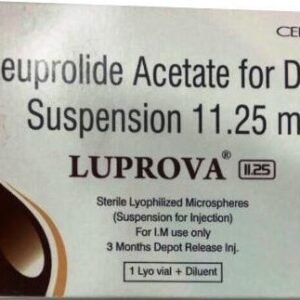 CE
euprolide Acetate for D
Suspension 11.25 m
LUPROVA® 11.25
Sterile Lyophilized Microspheres
(Suspension for Injection)
For I.M use only
3 Months Depot Release Inj.
1 Lyo vial + Diluent